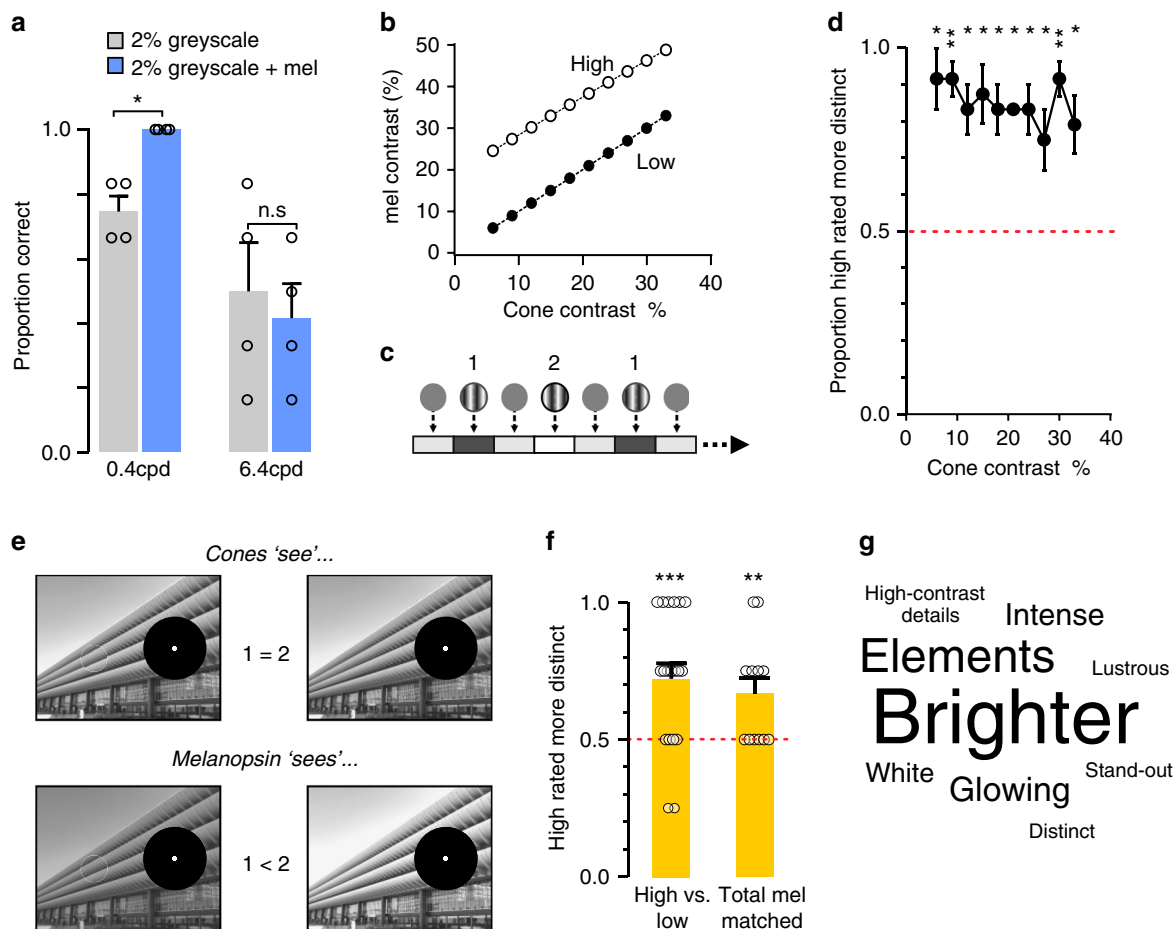 a
2% greyscale
2% greyscale + mel
*
n.s
1.0
0.0
Proportion correct
0.4cpd
6.4cpd
b
50
40
30
20
10
0
mel contrast (%)
High
Low
0
10
20
30
40
Cone contrast %
c
1
2
1
d
* ** * * * * * * ** *
1.0
0.5
0.0
Proportion high rated more distinct
0
10
20
30
40
Cone contrast %
e
Cones ‘see’...
1 = 2
Melanopsin ‘sees’...
1 < 2
f
*** **
1.0
0.5
0.0
High rated more distinct
High vs.
low
Total mel
matched
g
High-contrast
details
Intense
Elements
Lustrous
Brighter
White
Stand-out
Glowing
Distinct